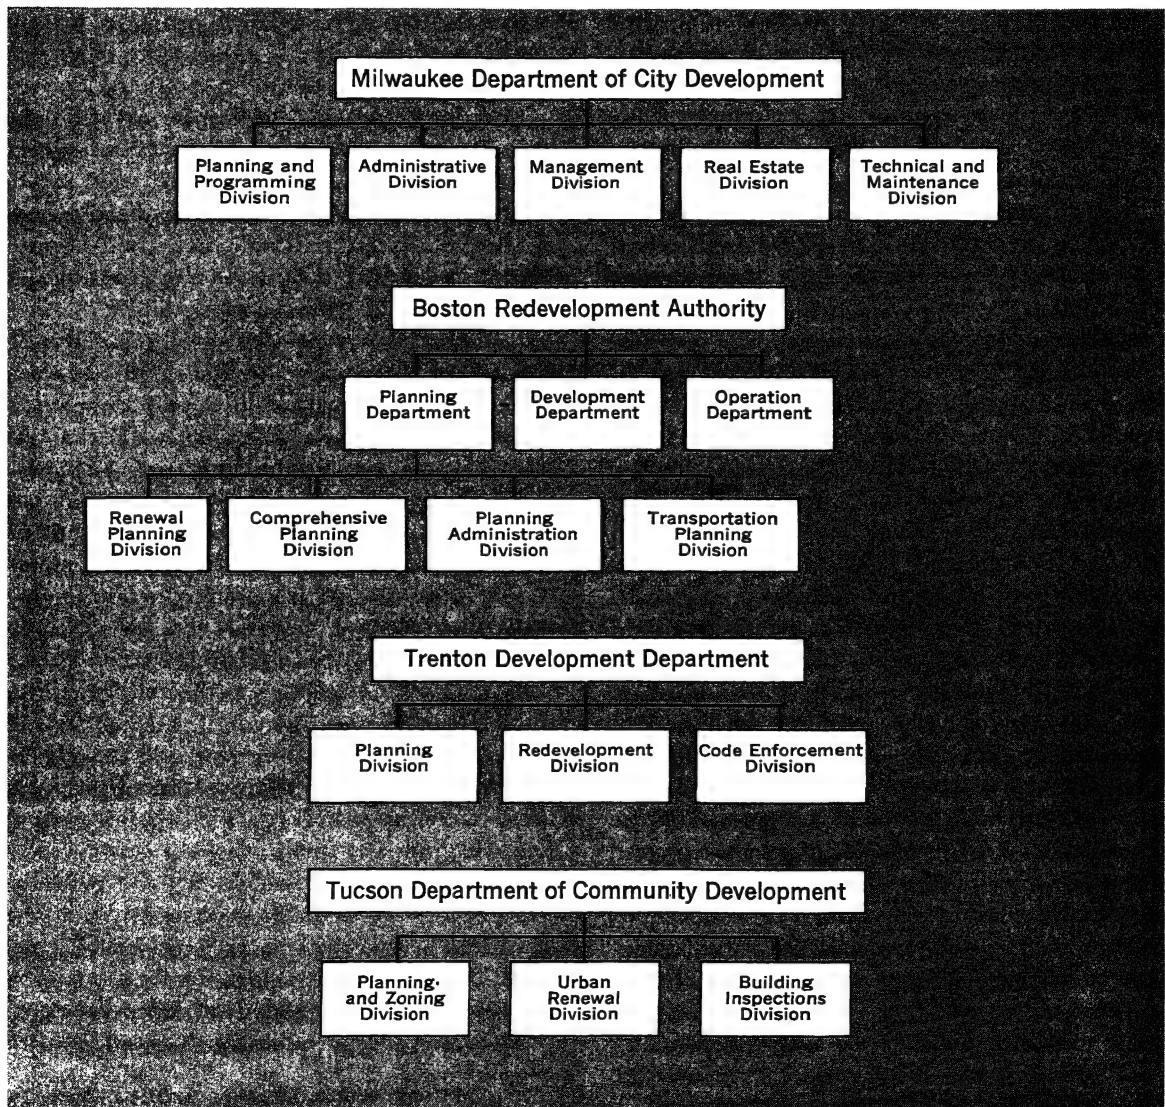 Milwaukee Department of City Development
Planning and
Programming
Division
Administrative
Division
Management
Division
Real Estate
Division
Technical and
Maintenance
Division
Boston Redevelopment Authority
Planning
Department
Development
Department
Operation
Department
Renewal
Planning
Division
Comprehensive
Planning
Division
Planning
Administration
Division
Transportation
Planning
Division
Trenton Development Department
Planning
Division
Redevelopment
Division
Code Enforcement
Division
Tucson Department of Community Development
Planning
and Zoning
Division
Urban
Renewal
Division
Building
Inspections
Division